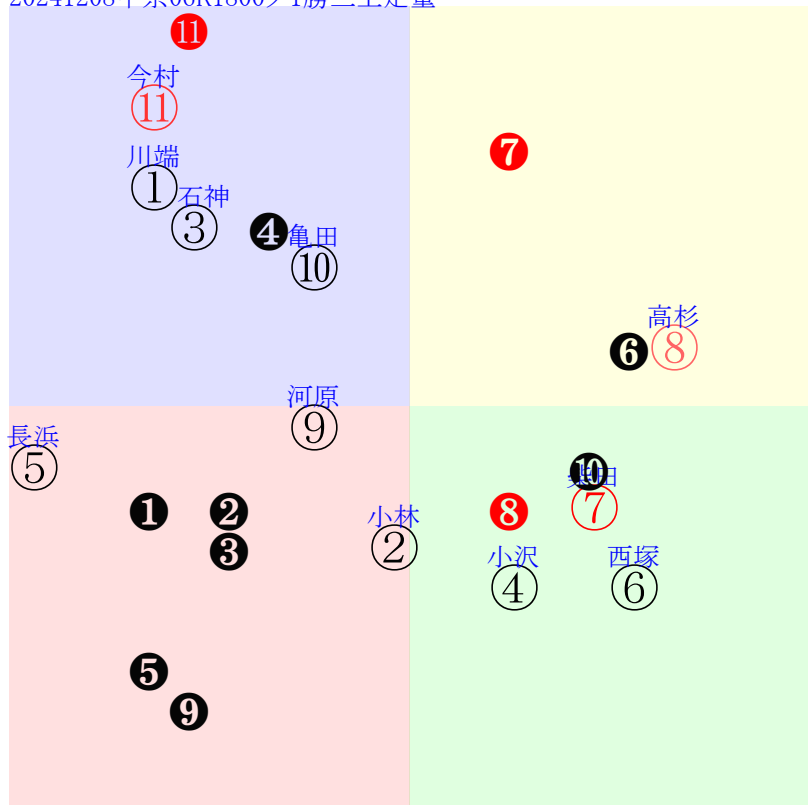 ⓫
今村
⑪
❼
川端
①
石神
③
❹
亀田
⑩
高杉
❻
⑧
河原
⑨
長浜
⑤
❿
⑦
❶
❷
❽
小林
②
❸
小沢
④
西塚
⑥
❺
❾